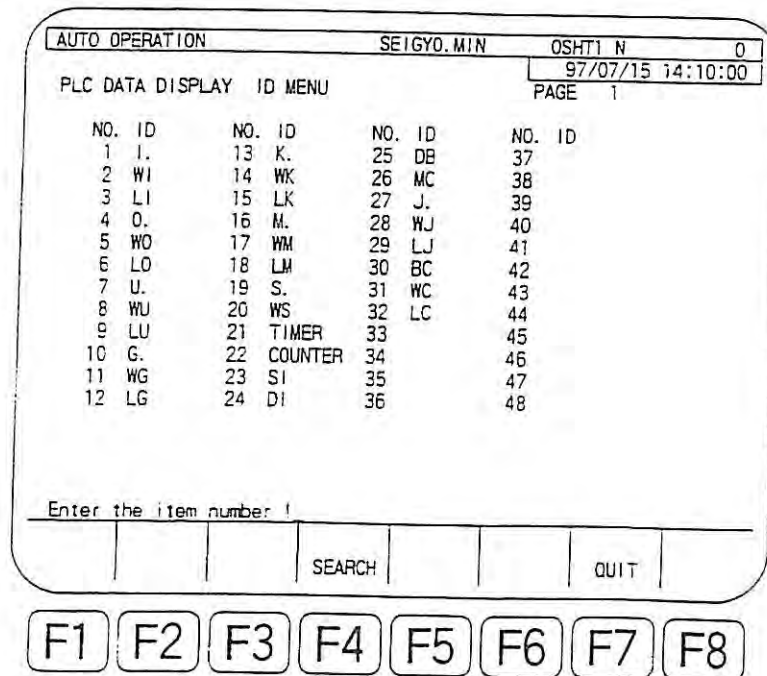 AUTO OPERATION SEIGYO.MIN OSHT1 N 0
97/07/15 14:10:00
PLC DATA DISPLAY ID MENU PAGE 1
NO. ID NO. ID NO. ID NO. ID
1 I. 13 K. 25 DB 37
2 WI 14 WK 26 MC 38
3 LI 15 LK 27 J. 39
4 O. 16 M. 28 WJ 40
5 WO 17 WM 29 LJ 41
6 LO 18 LM 30 BC 42
7 U. 19 S. 31 WC 43
8 WU 20 WS 32 LC 44
9 LU 21 TIMER 33 45
10 G. 22 COUNTER 34 46
11 WG 23 SI 35 47
12 LG 24 DI 36 48
Enter the item number !
SEARCH QUIT
F1 F2 F3 F4 F5 F6 F7 F8